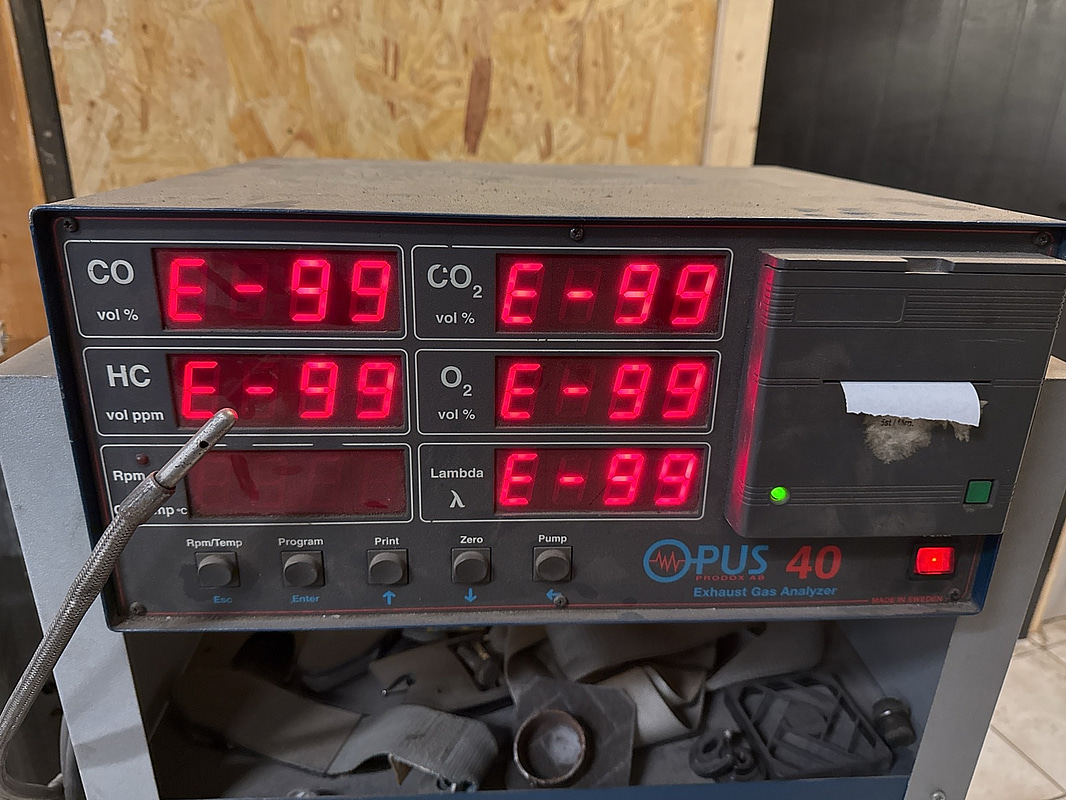 CO
vol %
E-99
CO2
vol %
E-99
HC
vol ppm
E-99
O2
vol %
E-99
Rpm
°C
Lambda
λ
E-99
Rpm/Temp
Program
Print
Zero
Pump
Esc
Enter
↑
↓
←
OPUS 40
PRODOX AB
Exhaust Gas Analyzer
MADE IN SWEDEN